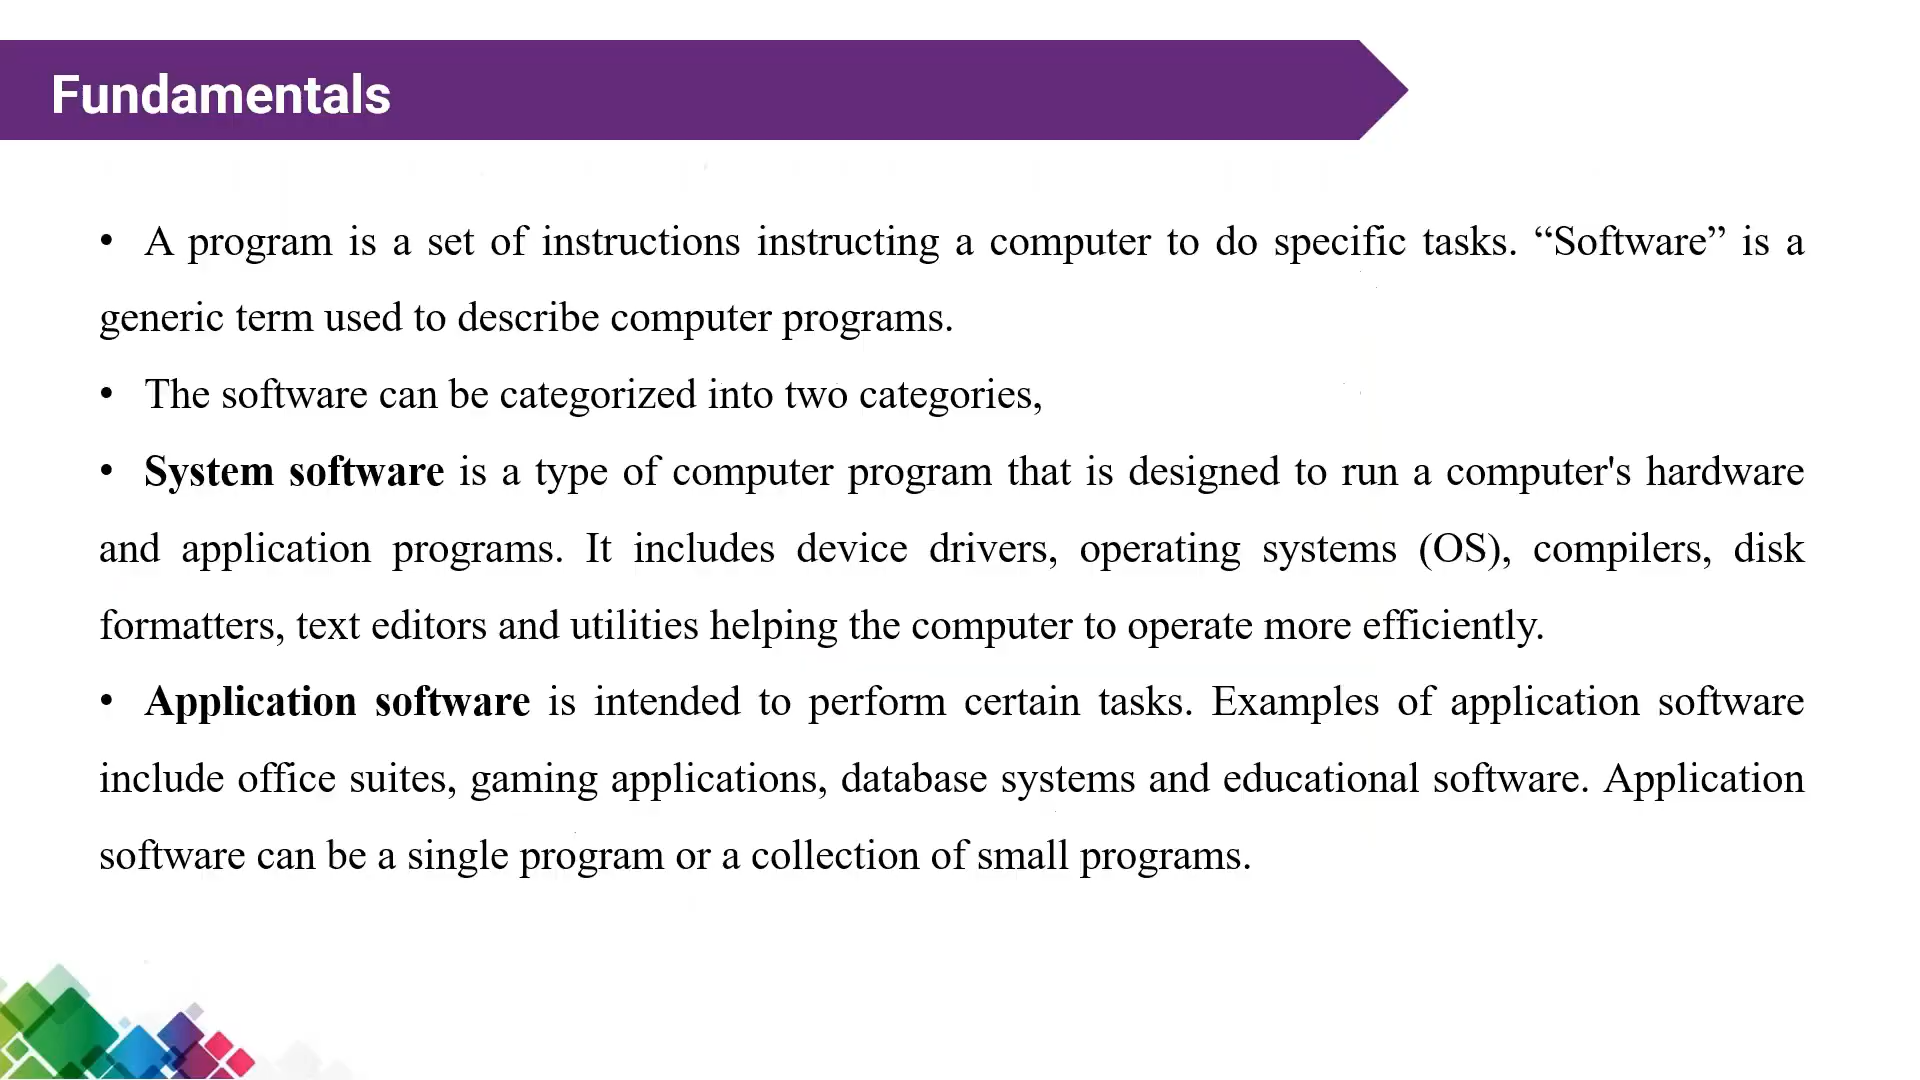 Fundamentals
• A program is a set of instructions instructing a computer to do specific tasks. “Software” is a
generic term used to describe computer programs.
• The software can be categorized into two categories,
• System software is a type of computer program that is designed to run a computer's hardware
and application programs. It includes device drivers, operating systems (OS), compilers, disk
formatters, text editors and utilities helping the computer to operate more efficiently.
• Application software is intended to perform certain tasks. Examples of application software
include office suites, gaming applications, database systems and educational software. Application
software can be a single program or a collection of small programs.